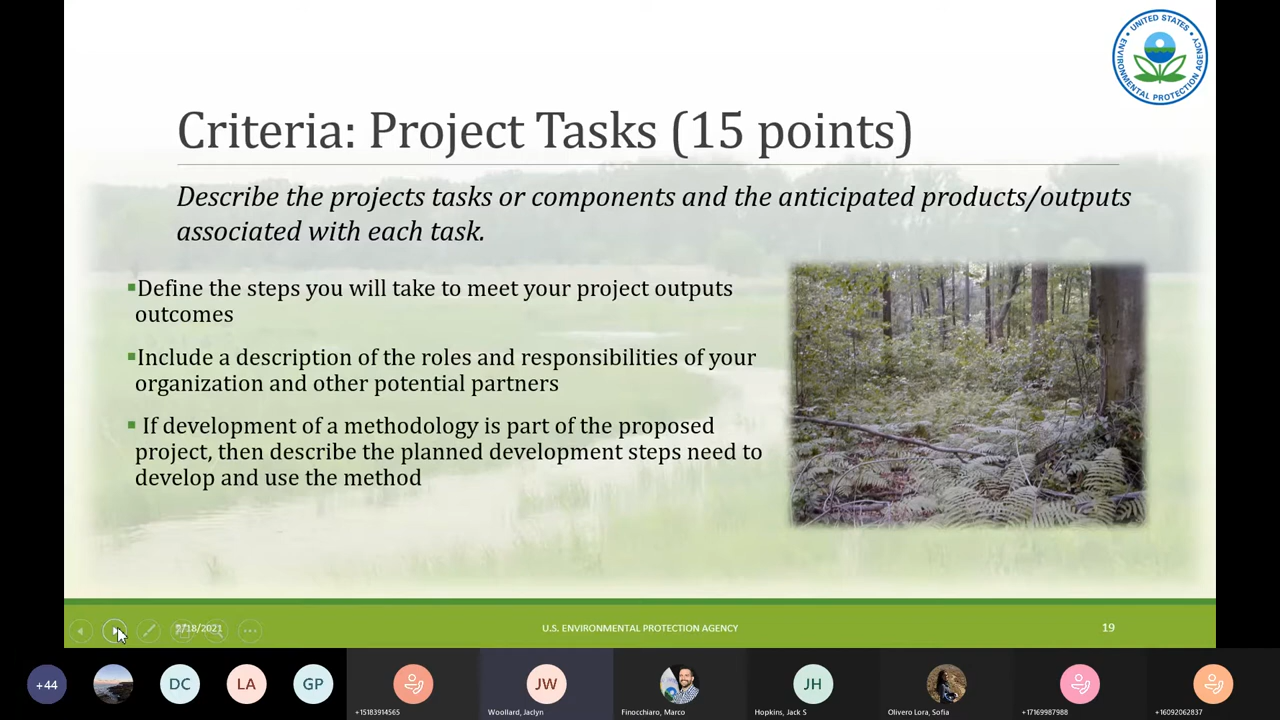 UNITED STATES
ENVIRONMENTAL PROTECTION AGENCY
Criteria: Project Tasks (15 points)
Describe the projects tasks or components and the anticipated products/outputs
associated with each task.
Define the steps you will take to meet your project outputs
outcomes
Include a description of the roles and responsibilities of your
organization and other potential partners
If development of a methodology is part of the proposed
project, then describe the planned development steps need to
develop and use the method
U.S. ENVIRONMENTAL PROTECTION AGENCY
19
+44
DC
LA
GP
JW
JH
+15183914565
Woollard, Jaclyn
Finocchiaro, Marco
Hopkins, Jack S
Olivero Lora, Sofia
+17169987988
+16092062837